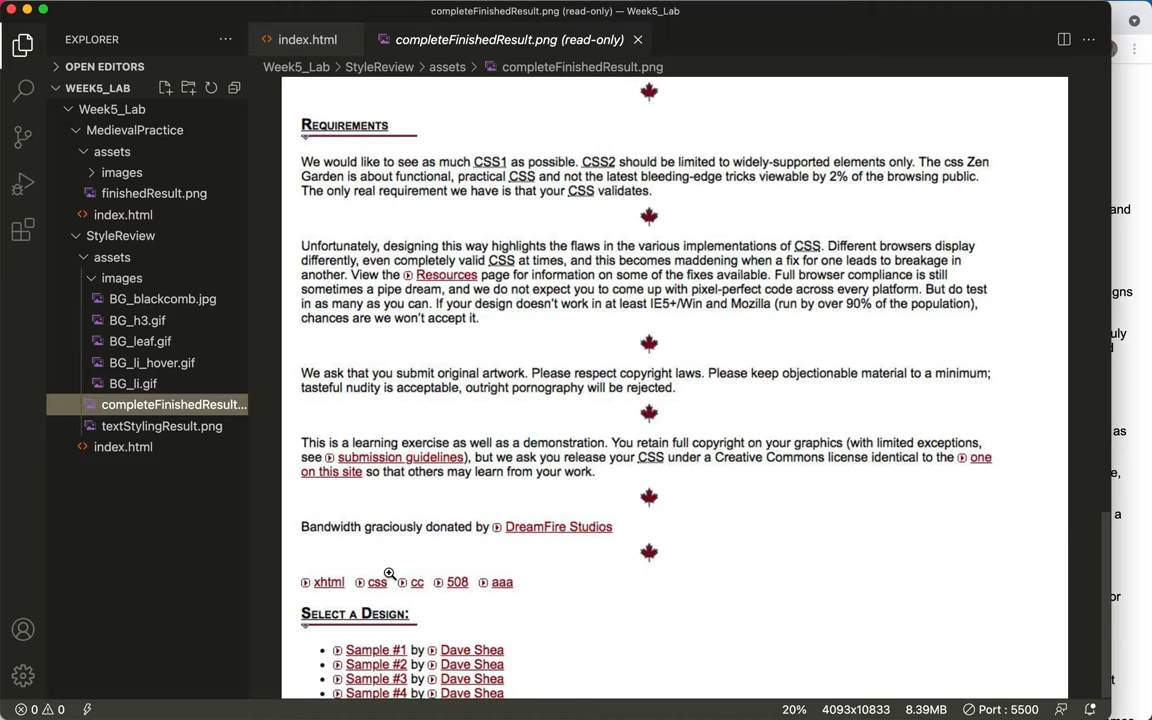 completeFinishedResult.png (read-only) — Week5_Lab
EXPLORER
index.html
completeFinishedResult.png (read-only)
OPEN EDITORS
Week5_Lab > StyleReview > assets > completeFinishedResult.png
WEEK5_LAB
Week5_Lab
MedievalPractice
assets
images
finishedResult.png
index.html
StyleReview
assets
images
BG_blackcomb.jpg
BG_h3.gif
BG_leaf.gif
BG_li_hover.gif
BG_li.gif
completeFinishedResult...
textStylingResult.png
index.html
REQUIREMENTS
We would like to see as much CSS1 as possible. CSS2 should be limited to widely-supported elements only. The css Zen
Garden is about functional, practical CSS and not the latest bleeding-edge tricks viewable by 2% of the browsing public.
The only real requirement we have is that your CSS validates.
Unfortunately, designing this way highlights the flaws in the various implementations of CSS. Different browsers display
differently, even completely valid CSS at times, and this becomes maddening when a fix for one leads to breakage in
another. View the Resources page for information on some of the fixes available. Full browser compliance is still
sometimes a pipe dream, and we do not expect you to come up with pixel-perfect code across every platform. But do test
in as many as you can. If your design doesn't work in at least IE5+/Win and Mozilla (run by over 90% of the population),
chances are we won't accept it.
We ask that you submit original artwork. Please respect copyright laws. Please keep objectionable material to a minimum;
tasteful nudity is acceptable, outright pornography will be rejected.
This is a learning exercise as well as a demonstration. You retain full copyright on your graphics (with limited exceptions,
see submission guidelines), but we ask you release your CSS under a Creative Commons license identical to the one
on this site so that others may learn from your work.
Bandwidth graciously donated by DreamFire Studios
xhtml css cc 508 aaa
SELECT A DESIGN:
Sample #1 by Dave Shea
Sample #2 by Dave Shea
Sample #3 by Dave Shea
Sample #4 by Dave Shea
and
as
a
or
0 0
20% 4093x10833 8.39MB Port : 5500